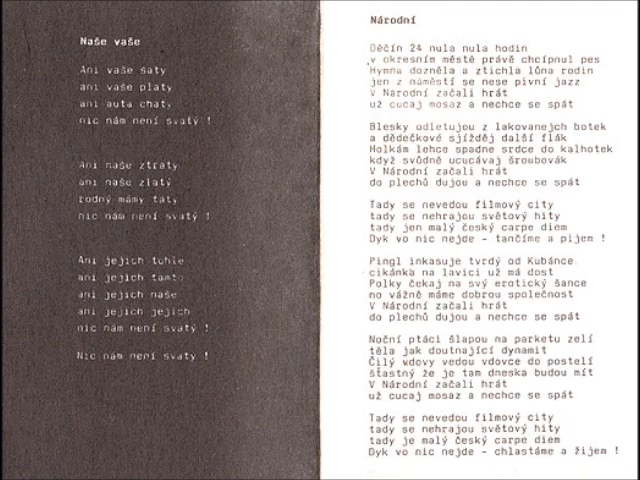 Naše vaše
Ani vaše šaty
ani vaše platy
ani auta chaty
nic nám není svatý !
Ani naše ztráty
ani naše zlatý
rodný mámy táty
nic nám není svatý !
Ani jejich tohle
ani jejich tamto
ani jejich naše
ani jejich jejich
nic nám není svatý !
Nic nám není svatý !
Národní
Děčín 24 nula nula hodin
v okresním městě právě chcípnul pes
Hymna dozněla a ztichla lůna rodin
jen z náměstí se nese pivní jazz
V Národní začali hrát
už cucaj mosaz a nechce se spát
Blesky odletujou z lakovanejch botek
a dědečkové sjížděj další flák
Holkám lehce spadne srdce do kalhotek
když svůdně ucucávaj šroubovák
V Národní začali hrát
do plechů dujou a nechce se spát
Tady se nevedou filmový city
tady se nehrajou světový hity
tady jen malý český carpe diem
Dyk vo nic nejde - tančíme a pijem !
Pingl inkasuje tvrdý od Kubánce
cikánka na lavici už má dost
Polky čekaj na svý erotický šance
no vážně máme dobrou společnost
V Národní začali hrát
do plechů dujou a nechce se spát
Noční ptáci šlapou na parketu zelí
těla jak doutnající dynamit
Čilý vdovy vedou vdovce do postelí
šťastný že je tam dneska budou mít
V Národní začali hrát
už cucaj mosaz a nechce se spát
Tady se nevedou filmový city
tady se nehrajou světový hity
tady je malý český carpe diem
Dyk vo nic nejde - chlastáme a žijem !